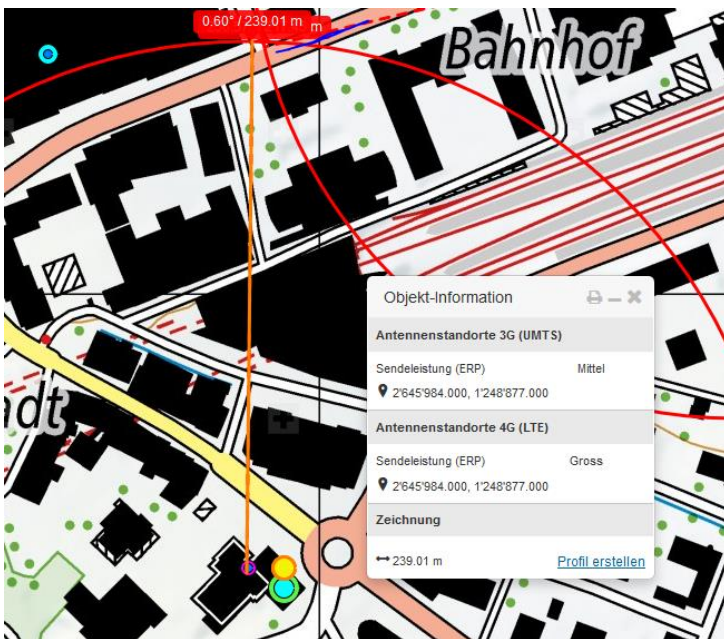 0.60° / 239.01 m
m
Bahnhof
Objekt-Information
Antennenstandorte 3G (UMTS)
Sendeleistung (ERP) Mittel
2'645'984.000, 1'248'877.000
Antennenstandorte 4G (LTE)
Sendeleistung (ERP) Gross
2'645'984.000, 1'248'877.000
Zeichnung
239.01 m Profil erstellen
adt